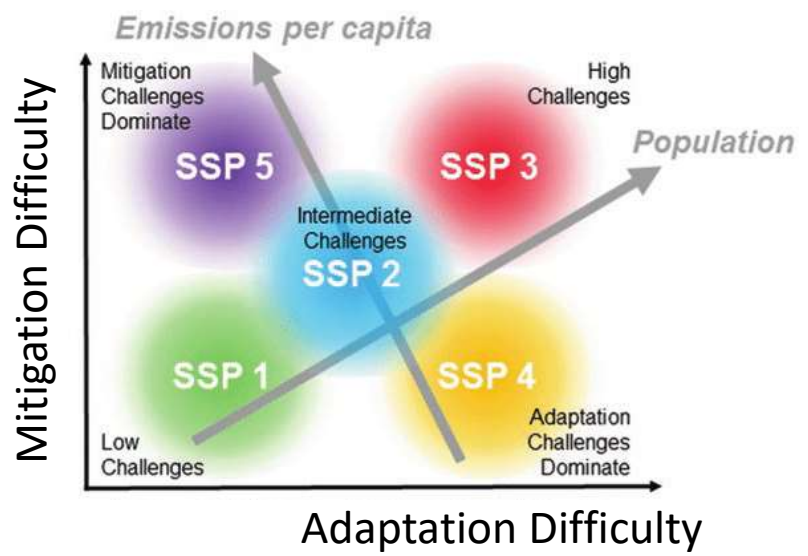 Emissions per capita
Mitigation
Challenges
Dominate
High
Challenges
Population
SSP 5
SSP 3
Intermediate
Challenges
SSP 2
SSP 1
SSP 4
Low
Challenges
Adaptation
Challenges
Dominate
Mitigation Difficulty
Adaptation Difficulty